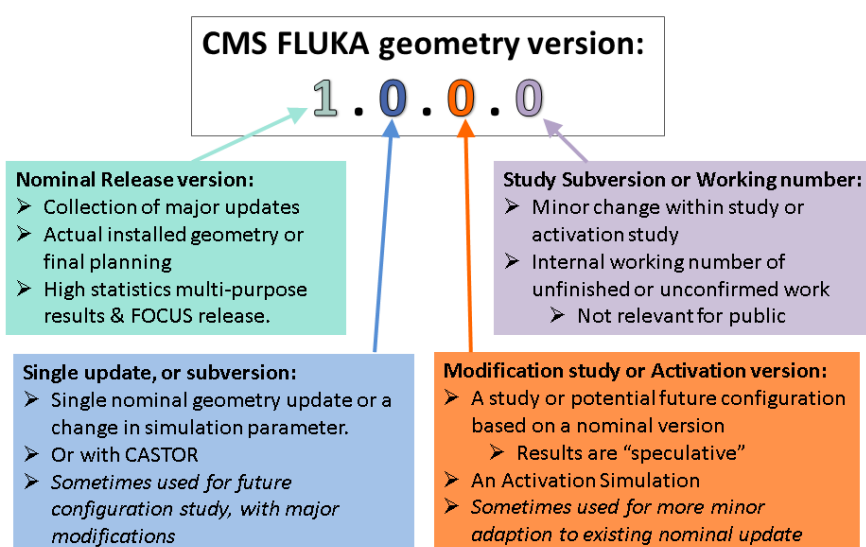 CMS FLUKA geometry version:
1 . 0 . 0 . 0
Nominal Release version:
➤ Collection of major updates
➤ Actual installed geometry or
final planning
➤ High statistics multi-purpose
results & FOCUS release.
Study Subversion or Working number:
➤ Minor change within study or
activation study
➤ Internal working number of
unfinished or unconfirmed work
➤ Not relevant for public
Single update, or subversion:
➤ Single nominal geometry update or a
change in simulation parameter.
➤ Or with CASTOR
➤ Sometimes used for future
configuration study, with major
modifications
Modification study or Activation version:
➤ A study or potential future configuration
based on a nominal version
➤ Results are “speculative”
➤ An Activation Simulation
➤ Sometimes used for more minor
adaption to existing nominal update